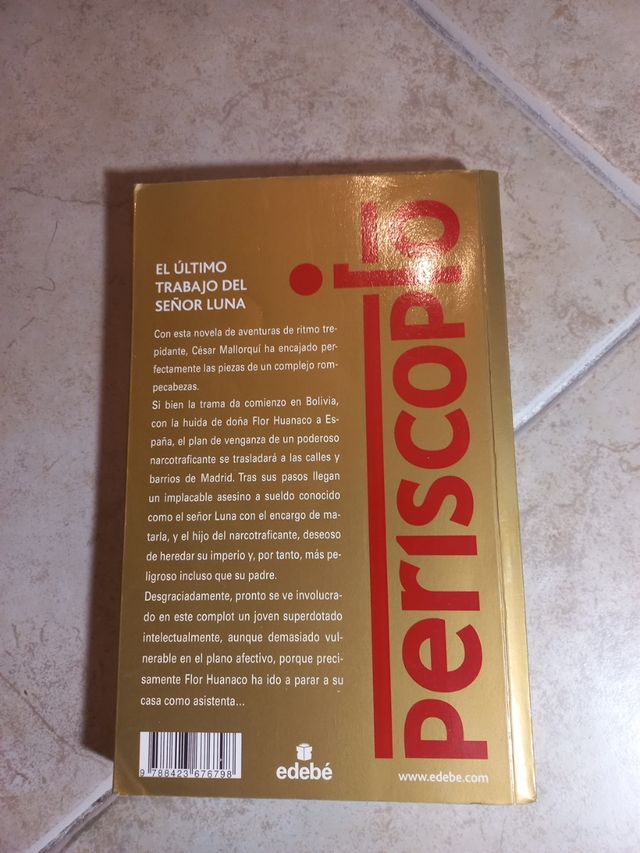 EL ÚLTIMO
TRABAJO DEL
SEÑOR LUNA
Con esta novela de aventuras de ritmo tre-
pidante, César Mallorquí ha encajado per-
fectamente las piezas de un complejo rom-
pecabezas.
Si bien la trama da comienzo en Bolivia,
con la huida de doña Flor Huanaco a Es-
paña, el plan de venganza de un poderoso
narcotraficante se trasladará a las calles y
barrios de Madrid. Tras sus pasos llegan
un implacable asesino a sueldo conocido
como el señor Luna con el encargo de ma-
tarla, y el hijo del narcotraficante, deseoso
de heredar su imperio y, por tanto, más pe-
ligroso incluso que su padre.
Desgraciadamente, pronto se ve involucra-
do en este complot un joven superdotado
intelectualmente, aunque demasiado vul-
nerable en el plano afectivo, porque preci-
samente Flor Huanaco ha ido a parar a su
casa como asistenta...
periscopio
9 788423 676798
edebé
www.edebe.com